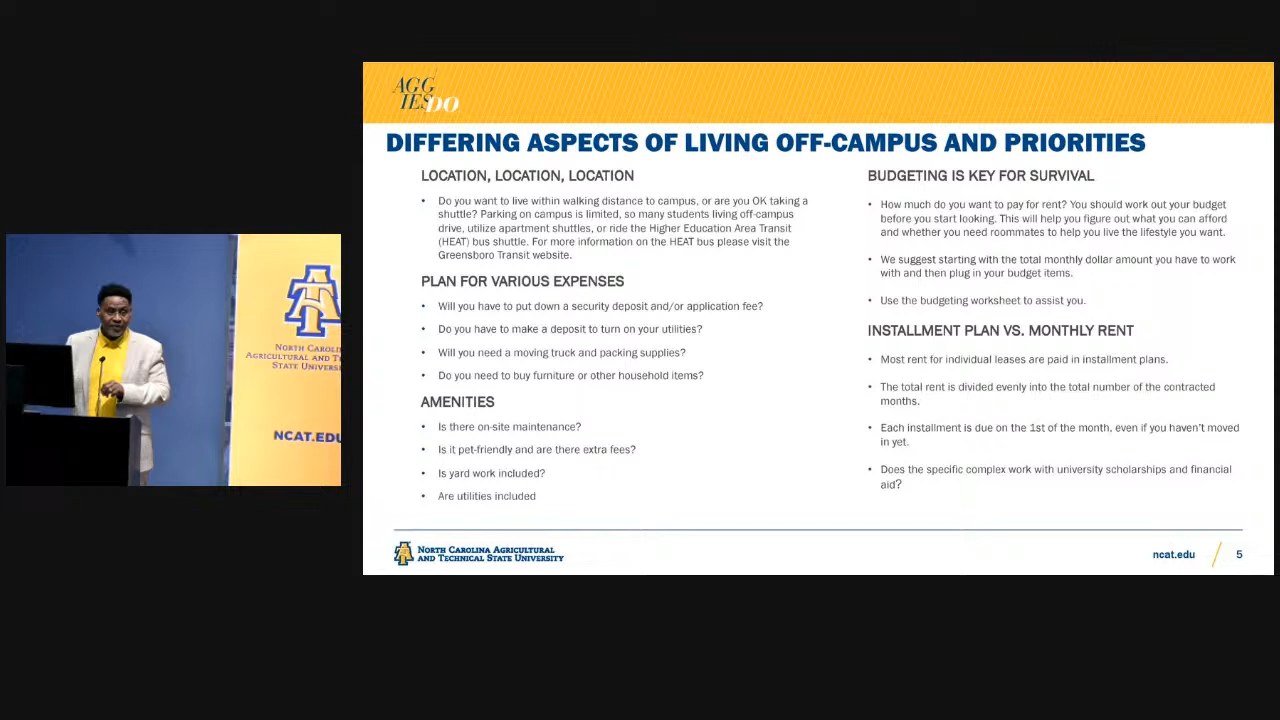 NORTH CAROLINA
AGRICULTURAL AND T
STATE UNIVERS
NCAT.EDU
AGG
IES DO
DIFFERING ASPECTS OF LIVING OFF-CAMPUS AND PRIORITIES
LOCATION, LOCATION, LOCATION
• Do you want to live within walking distance to campus, or are you OK taking a
shuttle? Parking on campus is limited, so many students living off-campus
drive, utilize apartment shuttles, or ride the Higher Education Area Transit
(HEAT) bus shuttle. For more information on the HEAT bus please visit the
Greensboro Transit website.
PLAN FOR VARIOUS EXPENSES
• Will you have to put down a security deposit and/or application fee?
• Do you have to make a deposit to turn on your utilities?
• Will you need a moving truck and packing supplies?
• Do you need to buy furniture or other household items?
AMENITIES
• Is there on-site maintenance?
• Is it pet-friendly and are there extra fees?
• Is yard work included?
• Are utilities included
BUDGETING IS KEY FOR SURVIVAL
• How much do you want to pay for rent? You should work out your budget
before you start looking. This will help you figure out what you can afford
and whether you need roommates to help you live the lifestyle you want.
• We suggest starting with the total monthly dollar amount you have to work
with and then plug in your budget items.
• Use the budgeting worksheet to assist you.
INSTALLMENT PLAN VS. MONTHLY RENT
• Most rent for individual leases are paid in installment plans.
• The total rent is divided evenly into the total number of the contracted
months.
• Each installment is due on the 1st of the month, even if you haven't moved
in yet.
• Does the specific complex work with university scholarships and financial
aid?
NORTH CAROLINA AGRICULTURAL
AND TECHNICAL STATE UNIVERSITY
ncat.edu / 5